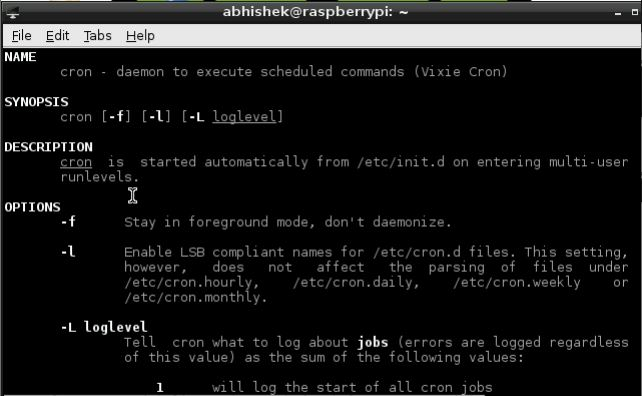 abhishek@raspberrypi: ~
File Edit Tabs Help
NAME
cron - daemon to execute scheduled commands (Vixie Cron)
SYNOPSIS
cron [-f] [-l] [-L loglevel]
DESCRIPTION
cron is started automatically from /etc/init.d on entering multi-user
runlevels.
OPTIONS
-f Stay in foreground mode, don't daemonize.
-l Enable LSB compliant names for /etc/cron.d files. This setting,
however, does not affect the parsing of files under
/etc/cron.hourly, /etc/cron.daily, /etc/cron.weekly or
/etc/cron.monthly.
-L loglevel
Tell cron what to log about jobs (errors are logged regardless
of this value) as the sum of the following values:
1 will log the start of all cron jobs